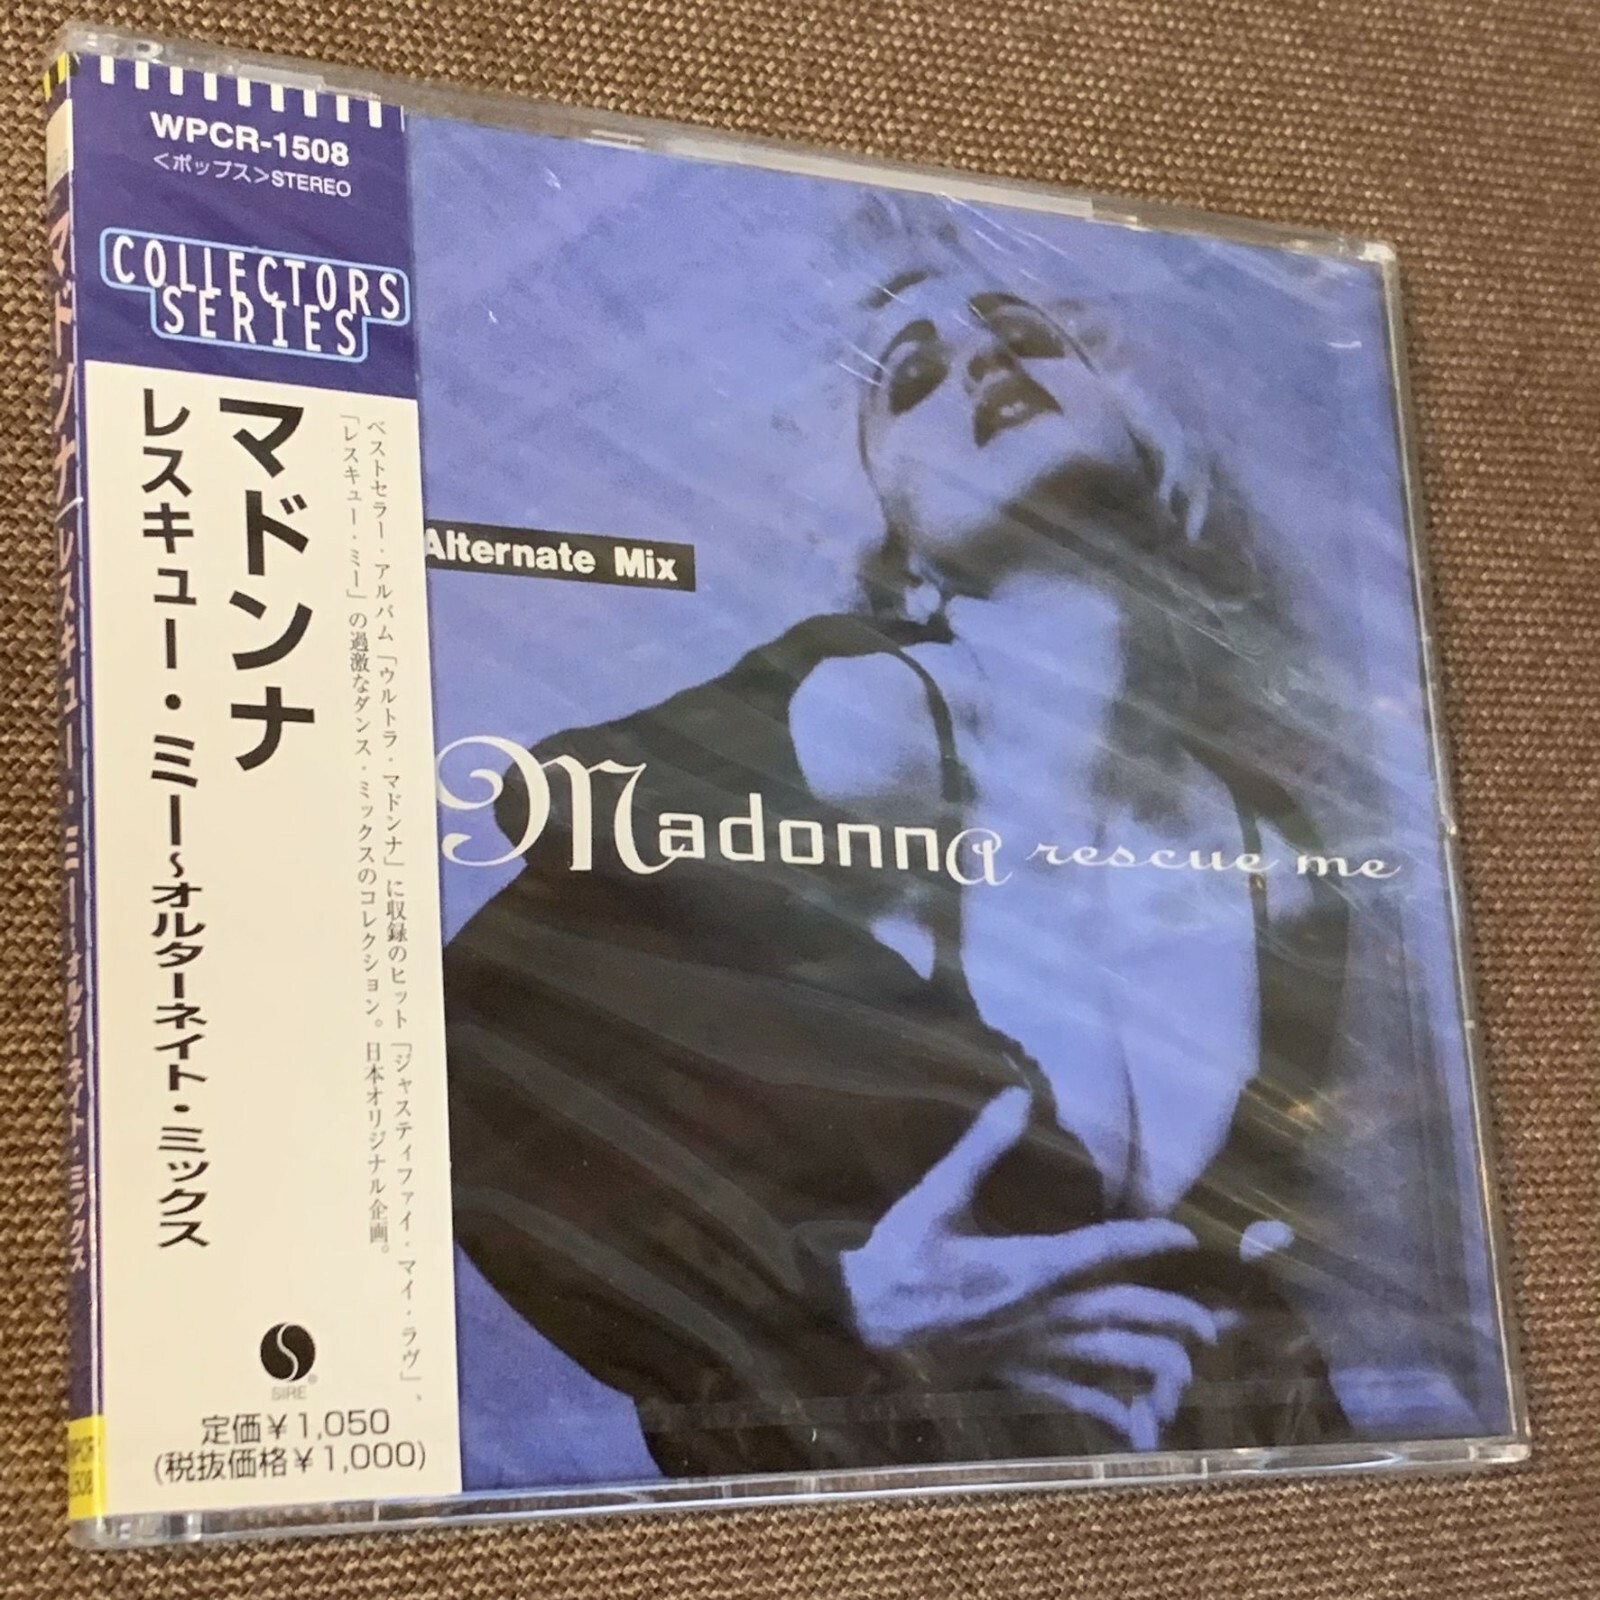 WPCR-1508
<ポップス>STEREO
COLLECTORS
SERIES
マドンナ
レスキュー・ミー〜オルタ―ネイト・ミックス
ベストセラー・アルバム「ウルトラ・マドンナ」に収録のヒット「ジャスティファイ・マイ・ラヴ」、
「レスキュー・ミー」の過激なダンス・ミックスのコレクション。日本オリジナル企画。
SIRE®
定価¥1,050
(税抜価格¥1,000)
Alternate Mix
Madonna rescue me
マドンナ/レスキュー・ミー〜オルターネイト・ミックス
WPCR
1508